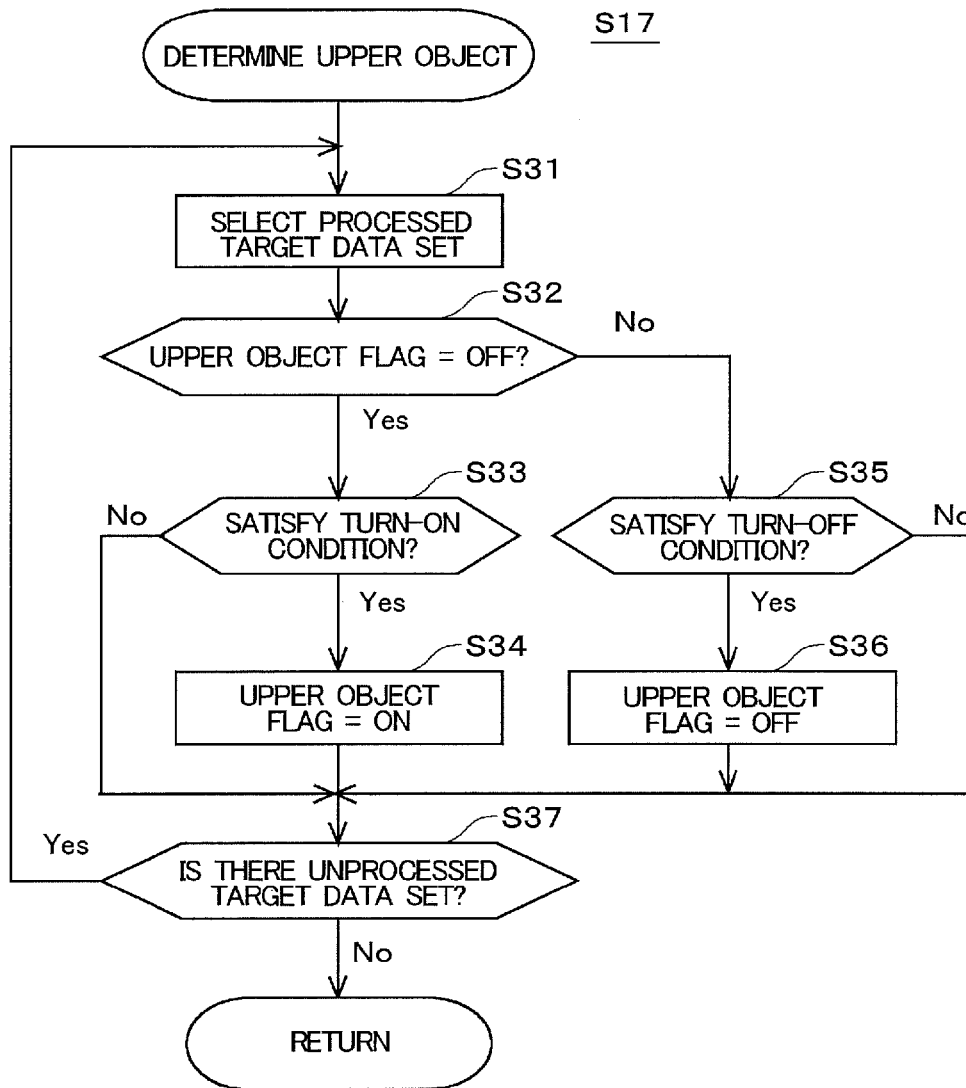 S17
DETERMINE UPPER OBJECT
S31
SELECT PROCESSED
TARGET DATA SET
S32
UPPER OBJECT FLAG = OFF?
No
Yes
S33
No
SATISFY TURN-ON
CONDITION?
Yes
S35
SATISFY TURN-OFF
CONDITION?
No
Yes
S34
UPPER OBJECT
FLAG = ON
S36
UPPER OBJECT
FLAG = OFF
S37
Yes
IS THERE UNPROCESSED
TARGET DATA SET?
No
RETURN